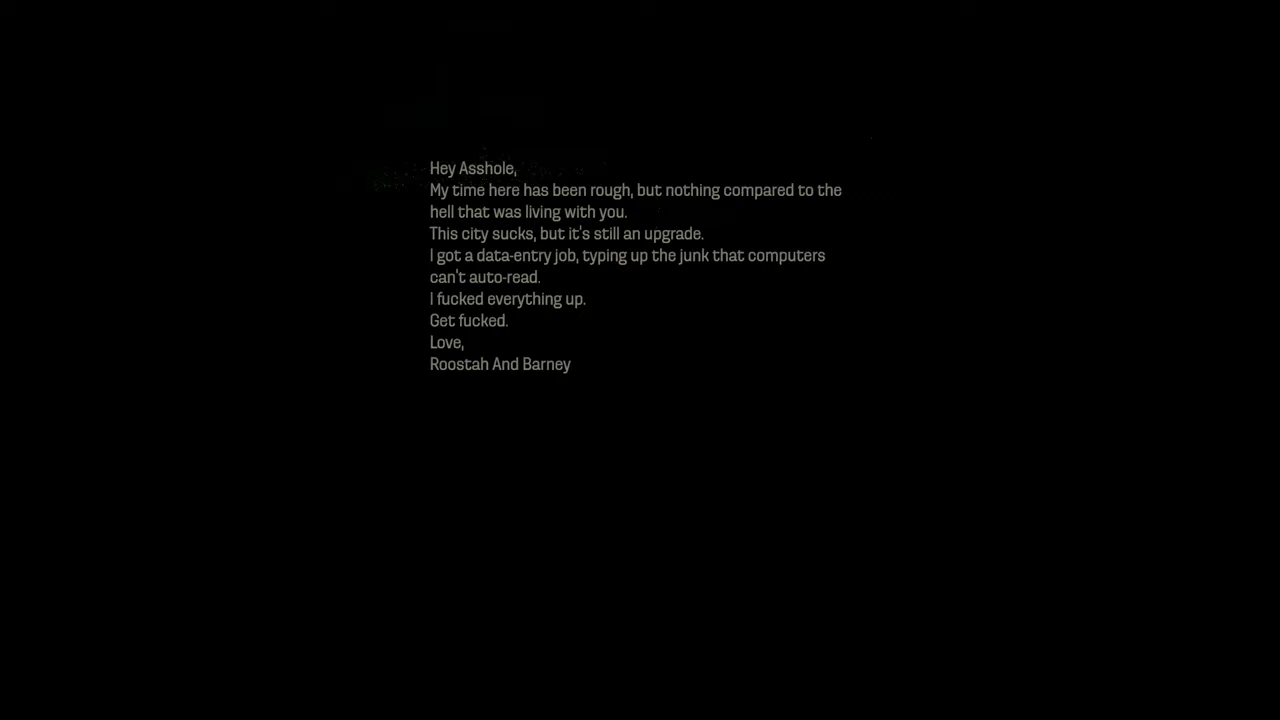 Hey Asshole,
My time here has been rough, but nothing compared to the
hell that was living with you.
This city sucks, but it's still an upgrade.
I got a data-entry job, typing up the junk that computers
can't auto-read.
I fucked everything up.
Get fucked.
Love,
Roostah And Barney